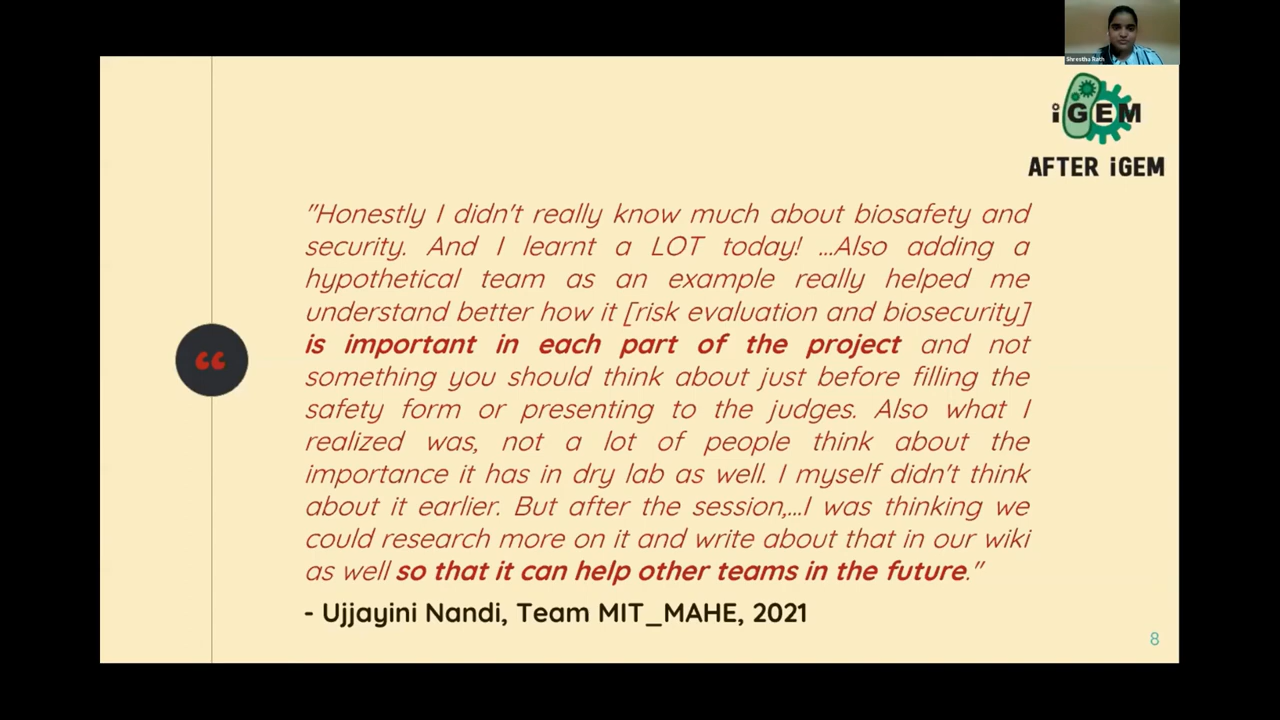 Shrestha Rath
iGEM
AFTER iGEM
"Honestly I didn't really know much about biosafety and
security. And I learnt a LOT today! ...Also adding a
hypothetical team as an example really helped me
understand better how it [risk evaluation and biosecurity]
is important in each part of the project and not
something you should think about just before filling the
safety form or presenting to the judges. Also what I
realized was, not a lot of people think about the
importance it has in dry lab as well. I myself didn't think
about it earlier. But after the session,...I was thinking we
could research more on it and write about that in our wiki
as well so that it can help other teams in the future."
- Ujjayini Nandi, Team MIT_MAHE, 2021
8